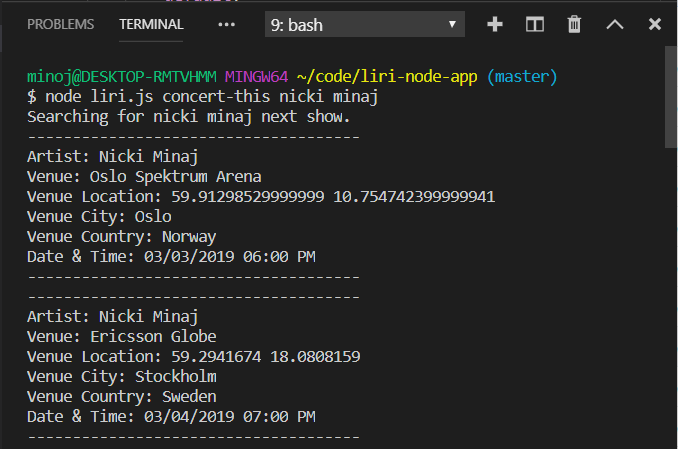 PROBLEMS TERMINAL ... 9: bash
minoj@DESKTOP-RMTVHMM MINGW64 ~/code/liri-node-app (master)
$ node liri.js concert-this nicki minaj
Searching for nicki minaj next show.
-------------------------------------
Artist: Nicki Minaj
Venue: Oslo Spektrum Arena
Venue Location: 59.91298529999999 10.754742399999941
Venue City: Oslo
Venue Country: Norway
Date & Time: 03/03/2019 06:00 PM
-------------------------------------
-------------------------------------
Artist: Nicki Minaj
Venue: Ericsson Globe
Venue Location: 59.2941674 18.0808159
Venue City: Stockholm
Venue Country: Sweden
Date & Time: 03/04/2019 07:00 PM
-------------------------------------